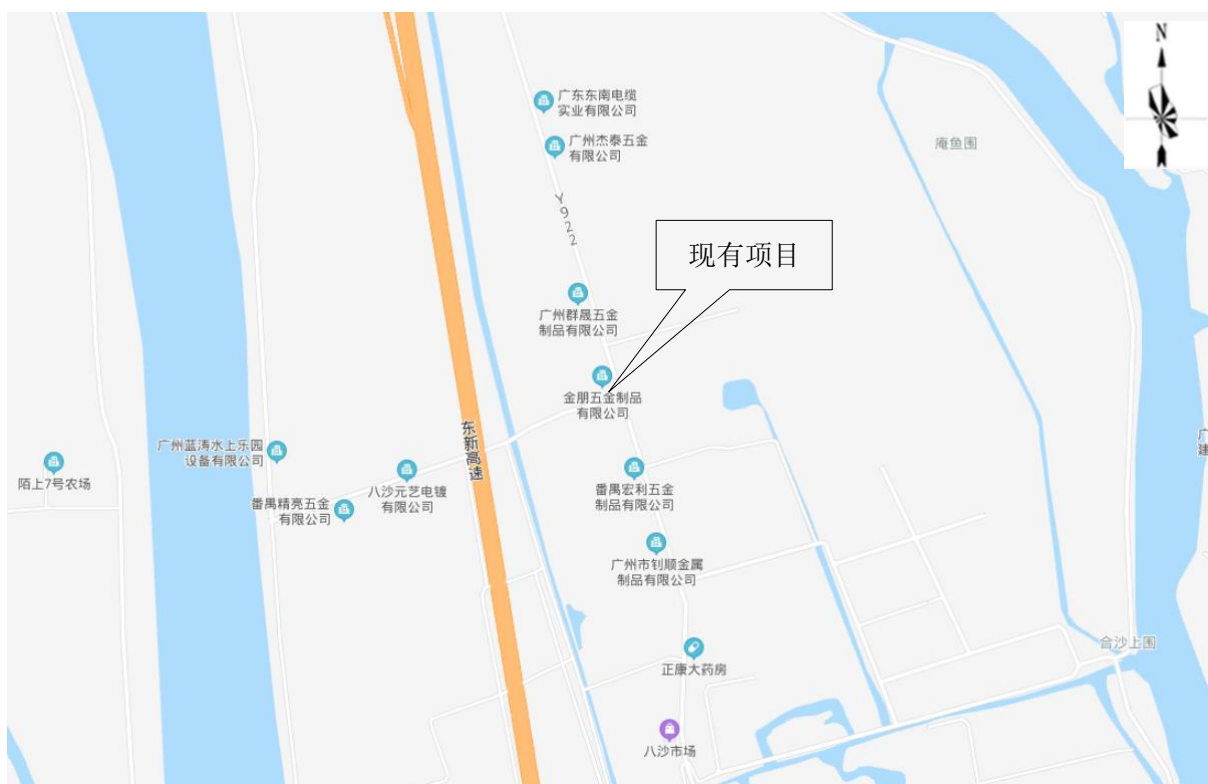 N
广东东南电缆
实业有限公司
广州杰泰五金
有限公司
庵鱼围
Y922
现有项目
广州群晟五金
制品有限公司
金朋五金制品
有限公司
东新高速
广州蓝涛水上乐园
设备有限公司
陌上7号农场
八沙元艺电镀
有限公司
番禺精亮五金
有限公司
番禺宏利五金
制品有限公司
广州市钊顺金属
制品有限公司
正康大药房
合沙上围
八沙市场